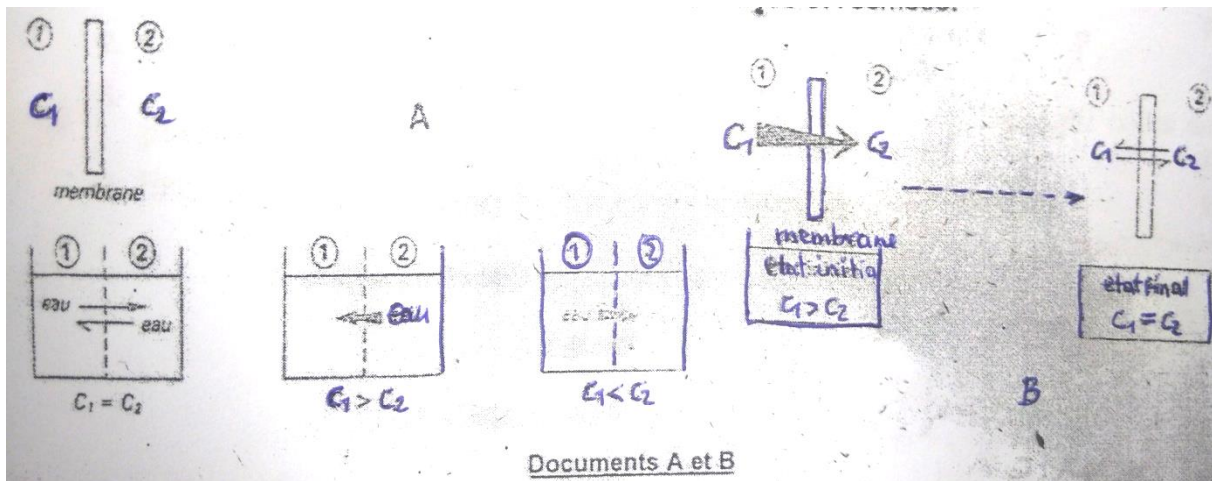 ① ②
C₁ C₂
membrane
A
① ②
eau
eau
C₁ = C₂
① ②
eau
C₁ > C₂
① ②
eau
C₁ < C₂
① ②
C₁ C₂
membrane
état initia
C₁ > C₂
① ②
C₁ C₂
état final
C₁ = C₂
B
Documents A et B